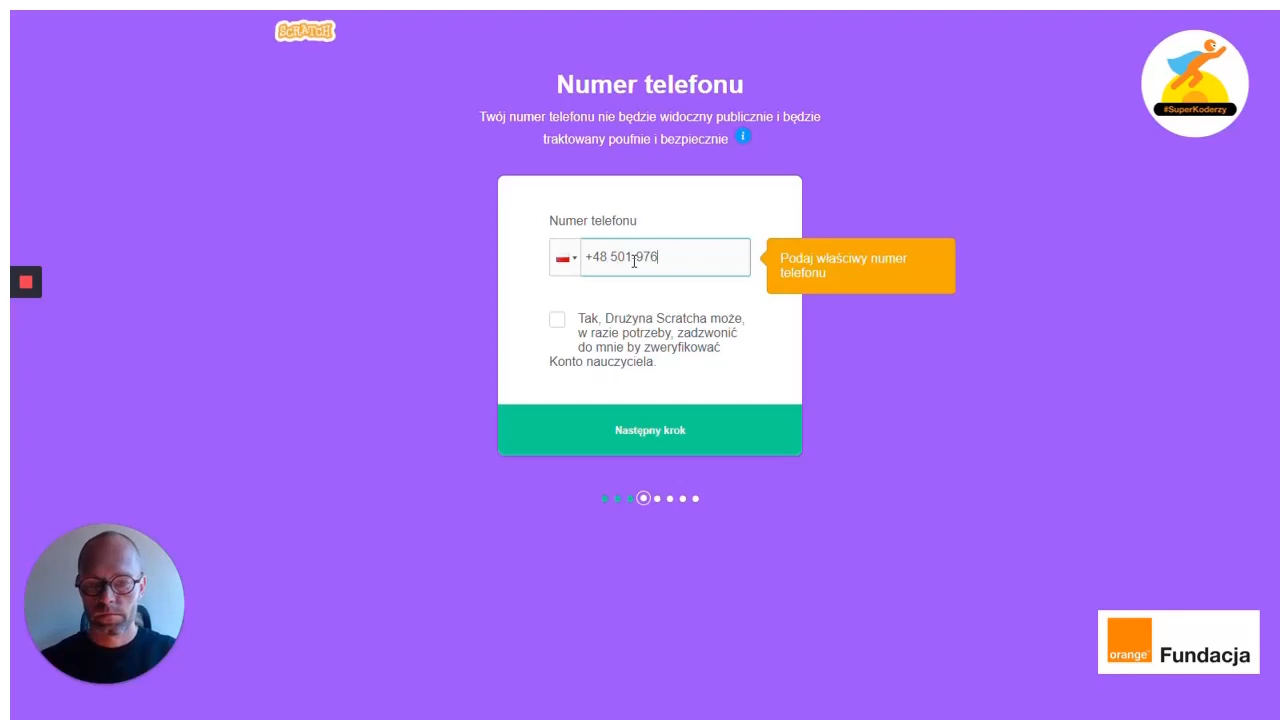 SCRATCH
#SuperKoderzy
Numer telefonu
Twój numer telefonu nie będzie widoczny publicznie i będzie
traktowany poufnie i bezpiecznie
i
Numer telefonu
+48 501-976
Podaj właściwy numer
telefonu
Tak, Drużyna Scratcha może,
w razie potrzeby, zadzwonić
do mnie by zweryfikować
Konto nauczyciela.
Następny krok
orange™
Fundacja